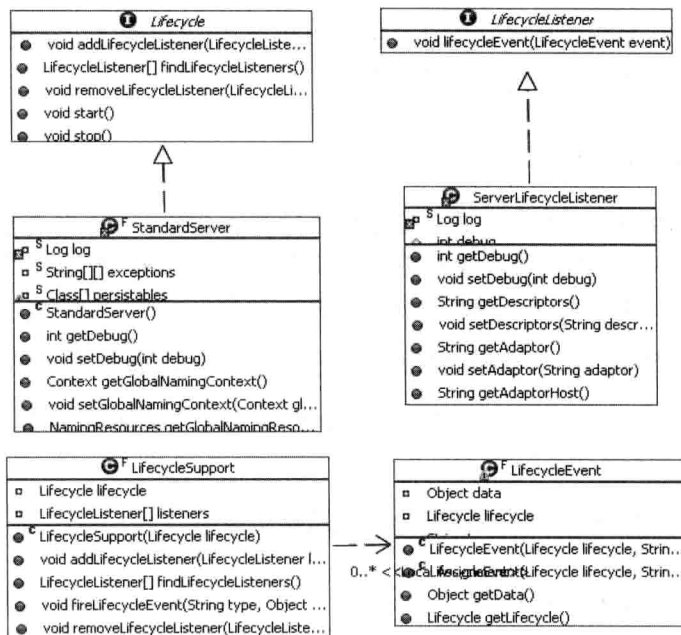 I Lifecycle
void addLifecycleListener(LifecycleListe...
LifecycleListener[] findLifecycleListeners()
void removeLifecycleListener(LifecycleLi...
void start()
void stop()
I LifecycleListener
void lifecycleEvent(LifecycleEvent event)
C F StandardServer
S Log log
S String[][] exceptions
S Class[] persistables
C StandardServer()
int getDebug()
void setDebug(int debug)
Context getGlobalNamingContext()
void setGlobalNamingContext(Context gl...
NamingResources getGlobalNamingReso...
C ServerLifecycleListener
S Log log
int debug
int getDebug()
void setDebug(int debug)
String getDescriptors()
void setDescriptors(String descr...
String getAdaptor()
void setAdaptor(String adaptor)
String getAdaptorHost()
C F LifecycleSupport
Lifecycle lifecycle
LifecycleListener[] listeners
C LifecycleSupport(Lifecycle lifecycle)
void addLifecycleListener(LifecycleListener l...
LifecycleListener[] findLifecycleListeners()
void fireLifecycleEvent(String type, Object ...
void removeLifecycleListener(LifecycleListe...
0..*
C F LifecycleEvent
Object data
Lifecycle lifecycle
C LifecycleEvent(Lifecycle lifecycle, Strin...
C LifecycleEvent(Lifecycle lifecycle, Strin...
Object getData()
Lifecycle getLifecycle()